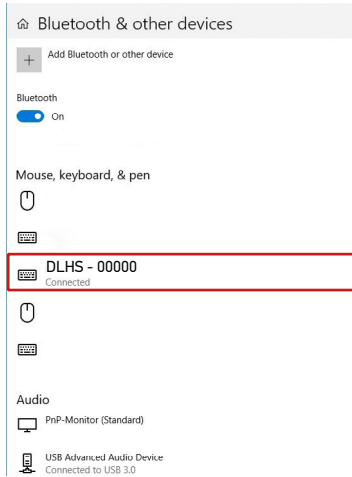 Bluetooth & other devices
Add Bluetooth or other device
Bluetooth
On
Mouse, keyboard, & pen
DLHS - 00000
Connected
Audio
PnP-Monitor (Standard)
USB Advanced Audio Device
Connected to USB 3.0